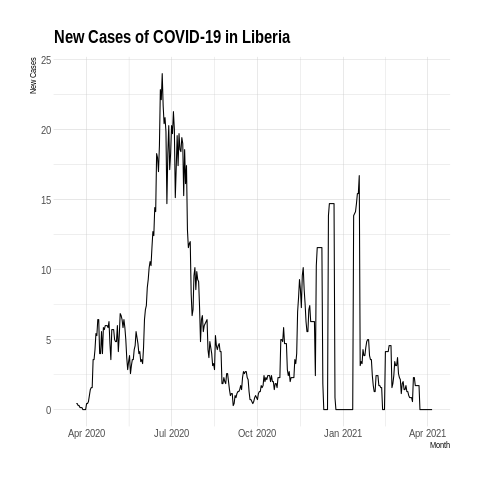 New Cases of COVID-19 in Liberia
New Cases
25
20
15
10
5
0
Apr 2020
Jul 2020
Oct 2020
Jan 2021
Apr 2021
Month